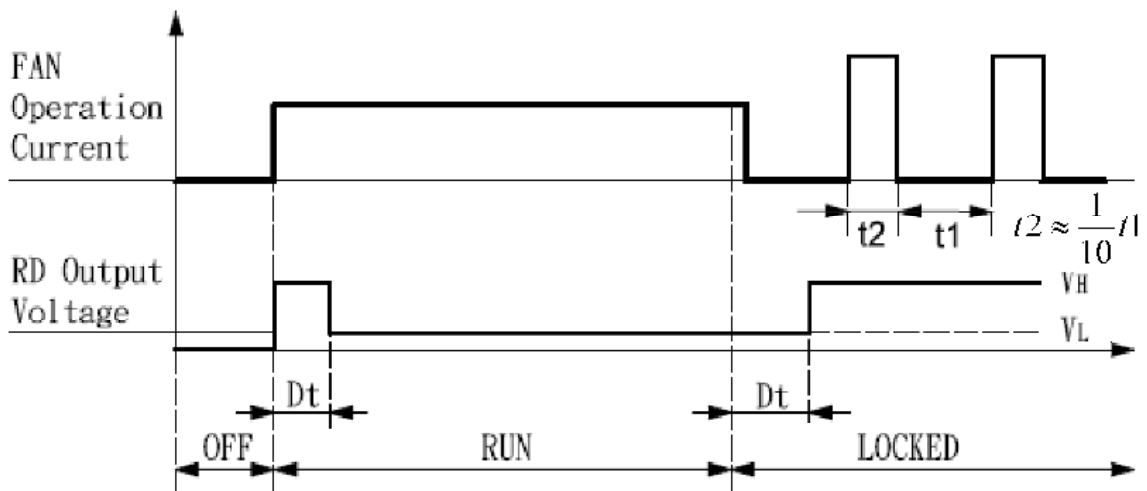 FAN
Operation
Current
t2
t1
t2 ≈ 1/10 t1
RD Output
Voltage
VH
VL
Dt
Dt
OFF
RUN
LOCKED